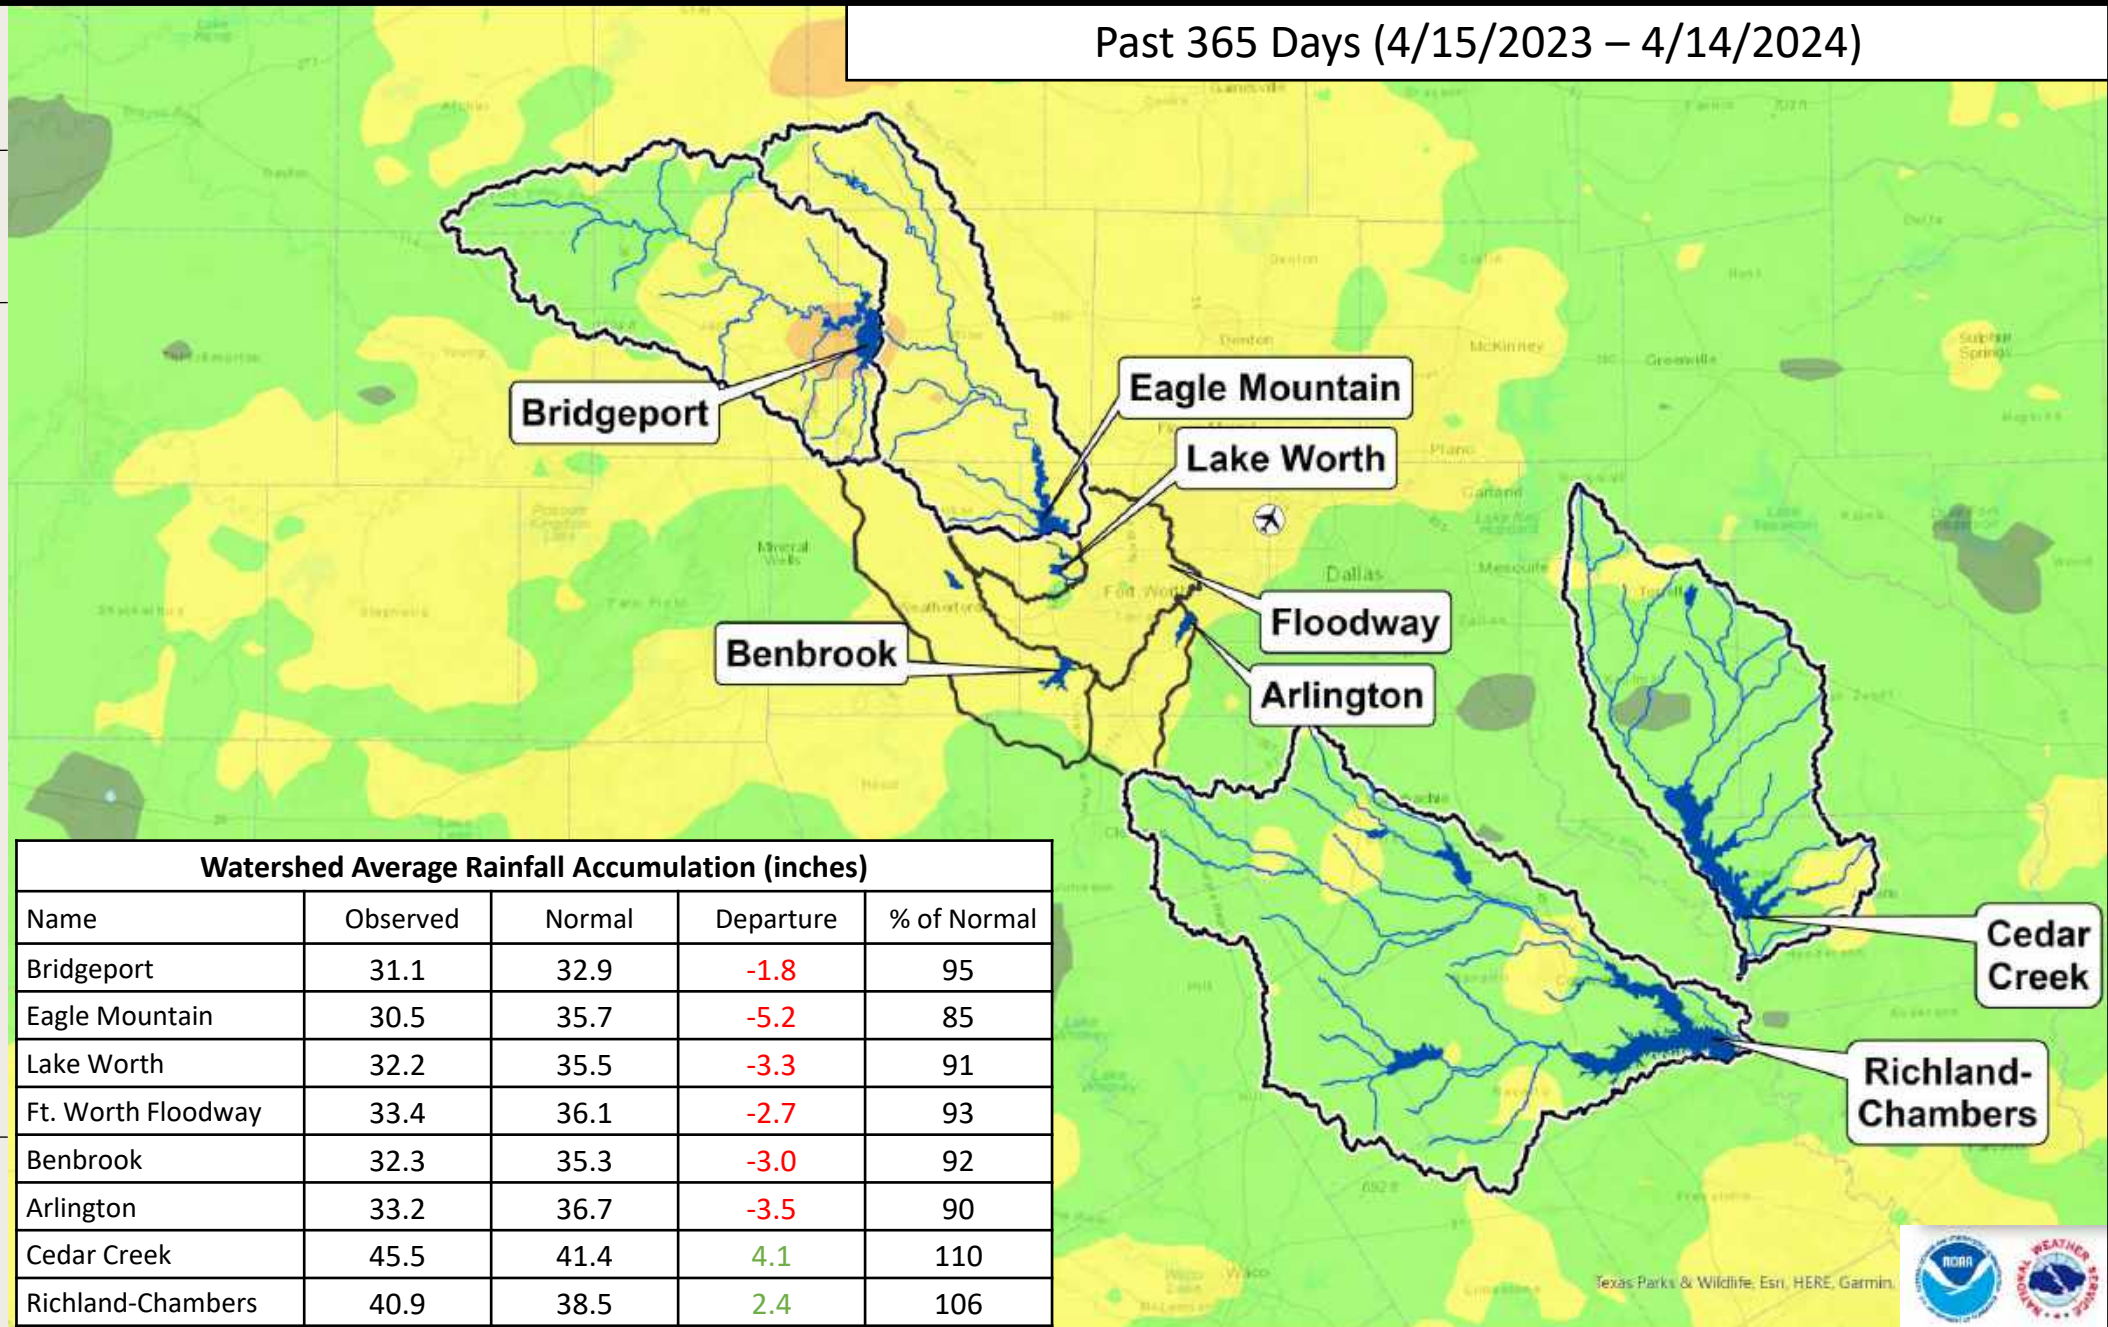 Past 365 Days (4/15/2023 – 4/14/2024)
Bridgeport
Eagle Mountain
Lake Worth
Floodway
Benbrook
Arlington
Cedar
Creek
Richland-
Chambers
Denton
McKinney
Greenville
Sulphur
Springs
Plano
Garland
Mesquite
Dallas
Fort Worth
Weatherford
Mineral
Wells
Waco
Watershed Average Rainfall Accumulation (inches)
Name Observed Normal Departure % of Normal
Bridgeport 31.1 32.9 -1.8 95
Eagle Mountain 30.5 35.7 -5.2 85
Lake Worth 32.2 35.5 -3.3 91
Ft. Worth Floodway 33.4 36.1 -2.7 93
Benbrook 32.3 35.3 -3.0 92
Arlington 33.2 36.7 -3.5 90
Cedar Creek 45.5 41.4 4.1 110
Richland-Chambers 40.9 38.5 2.4 106
Texas Parks & Wildlife, Esri, HERE, Garmin,
NOAA
NATIONAL WEATHER SERVICE